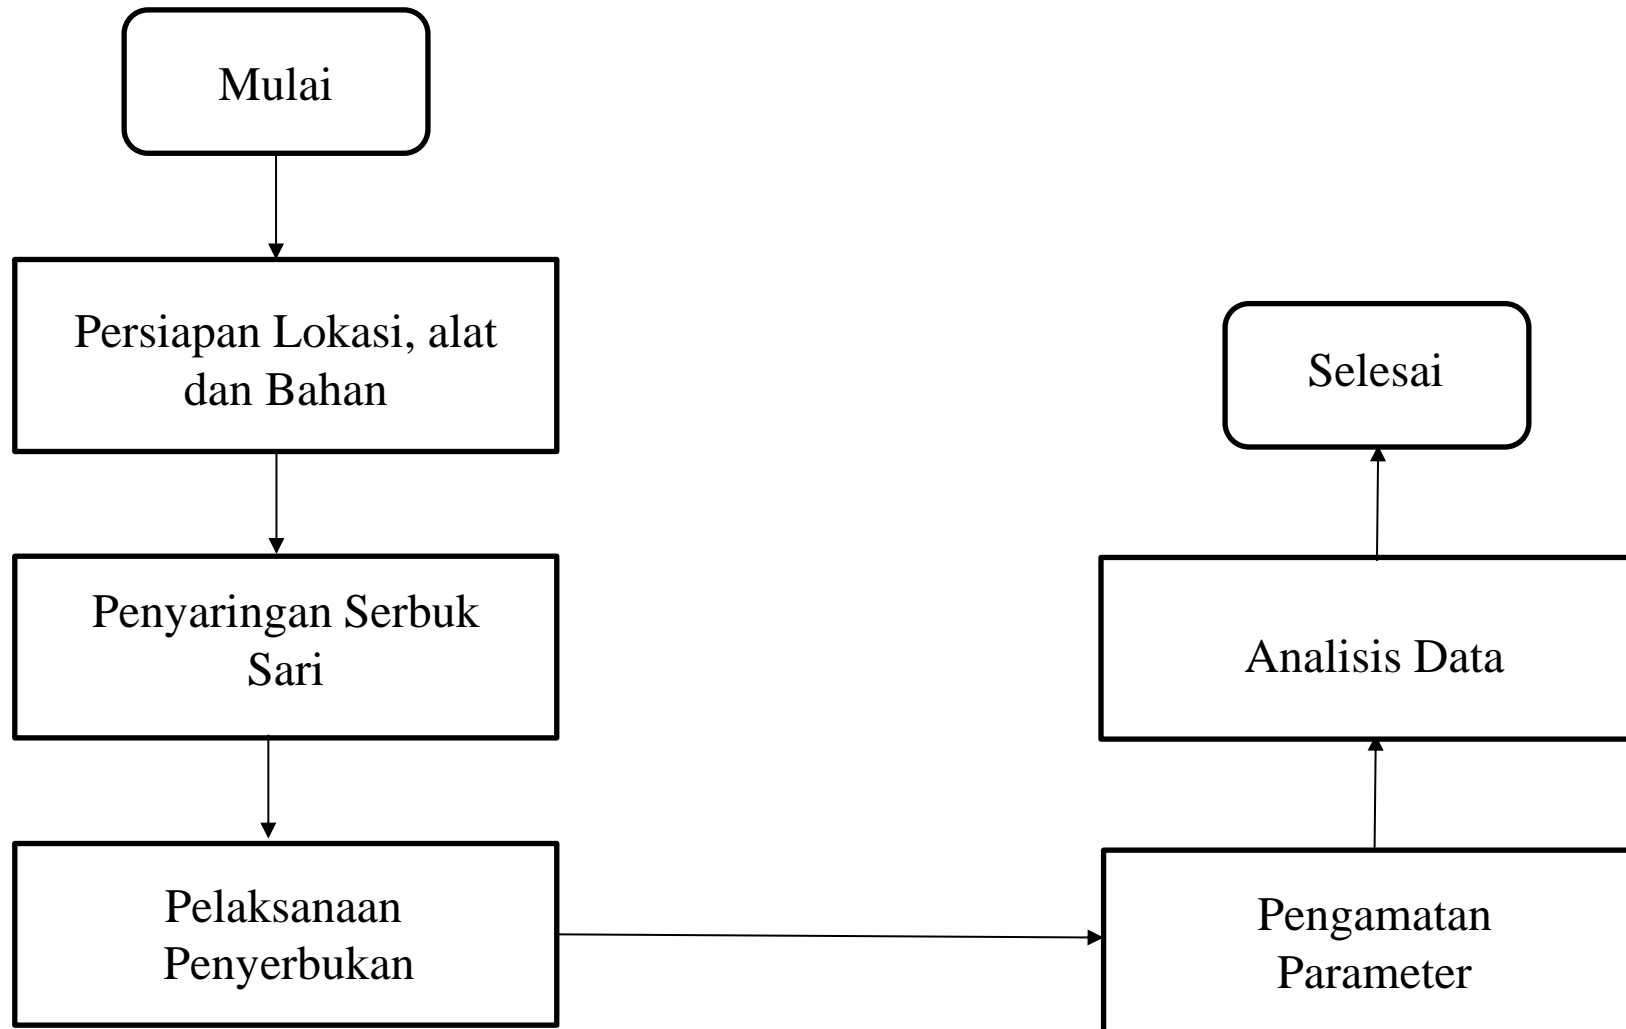 Mulai
Persiapan Lokasi, alat
dan Bahan
Penyaringan Serbuk
Sari
Pelaksanaan
Penyerbukan
Pengamatan
Parameter
Analisis Data
Selesai